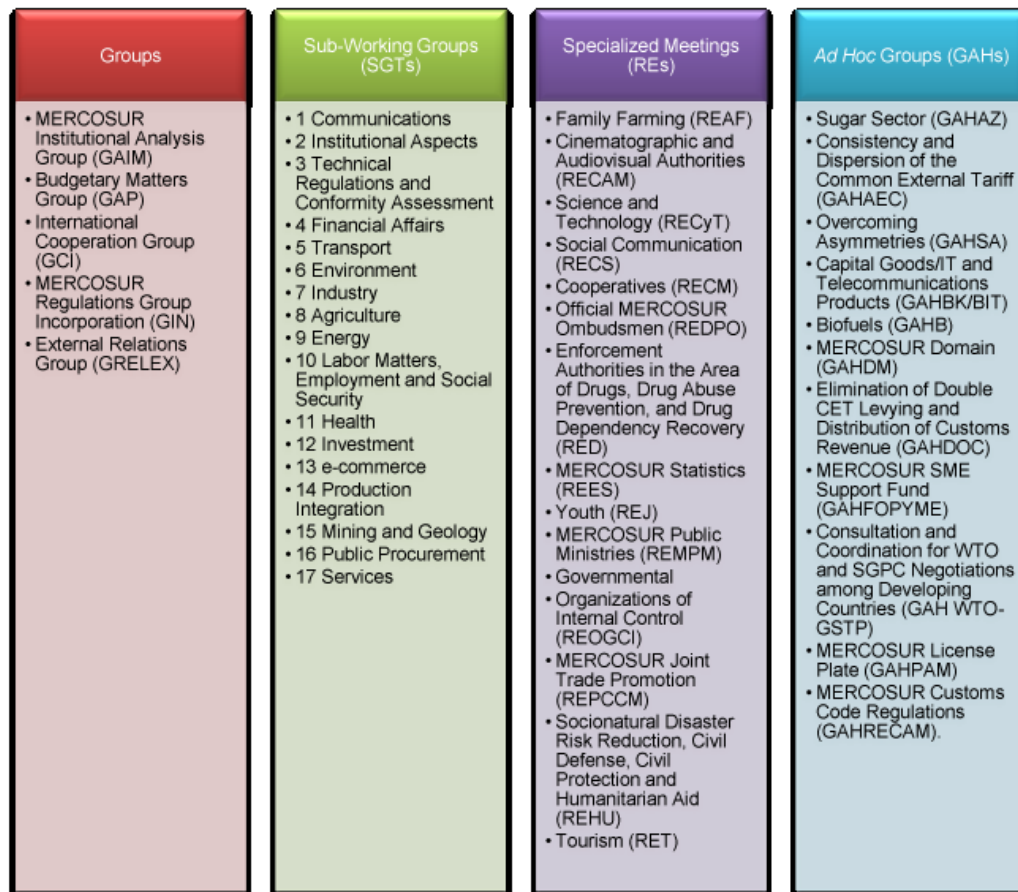 Groups
• MERCOSUR
Institutional Analysis
Group (GAIM)
• Budgetary Matters
Group (GAP)
• International
Cooperation Group
(GCI)
• MERCOSUR
Regulations Group
Incorporation (GIN)
• External Relations
Group (GRELEX)
Sub-Working Groups
(SGTs)
• 1 Communications
• 2 Institutional Aspects
• 3 Technical
Regulations and
Conformity Assessment
• 4 Financial Affairs
• 5 Transport
• 6 Environment
• 7 Industry
• 8 Agriculture
• 9 Energy
• 10 Labor Matters,
Employment and Social
Security
• 11 Health
• 12 Investment
• 13 e-commerce
• 14 Production
Integration
• 15 Mining and Geology
• 16 Public Procurement
• 17 Services
Specialized Meetings
(REs)
• Family Farming (REAF)
• Cinematographic and
Audiovisual Authorities
(RECAM)
• Science and
Technology (RECyT)
• Social Communication
(RECS)
• Cooperatives (RECM)
• Official MERCOSUR
Ombudsmen (REDPO)
• Enforcement
Authorities in the Area
of Drugs, Drug Abuse
Prevention, and Drug
Dependency Recovery
(RED)
• MERCOSUR Statistics
(REES)
• Youth (REJ)
• MERCOSUR Public
Ministries (REMPM)
• Governmental
• Organizations of
Internal Control
(REOGCI)
• MERCOSUR Joint
Trade Promotion
(REPCCM)
• Socionatural Disaster
Risk Reduction, Civil
Defense, Civil
Protection and
Humanitarian Aid
(REHU)
• Tourism (RET)
Ad Hoc Groups (GAHs)
• Sugar Sector (GAHAZ)
• Consistency and
Dispersion of the
Common External Tariff
(GAHAEC)
• Overcoming
Asymmetries (GAHSA)
• Capital Goods/IT and
Telecommunications
Products (GAHBK/BIT)
• Biofuels (GAHB)
• MERCOSUR Domain
(GAHDM)
• Elimination of Double
CET Levying and
Distribution of Customs
Revenue (GAHDOC)
• MERCOSUR SME
Support Fund
(GAHFOPYME)
• Consultation and
Coordination for WTO
and SGPC Negotiations
among Developing
Countries (GAH WTO-
GSTP)
• MERCOSUR License
Plate (GAHPAM)
• MERCOSUR Customs
Code Regulations
(GAHRECAM).